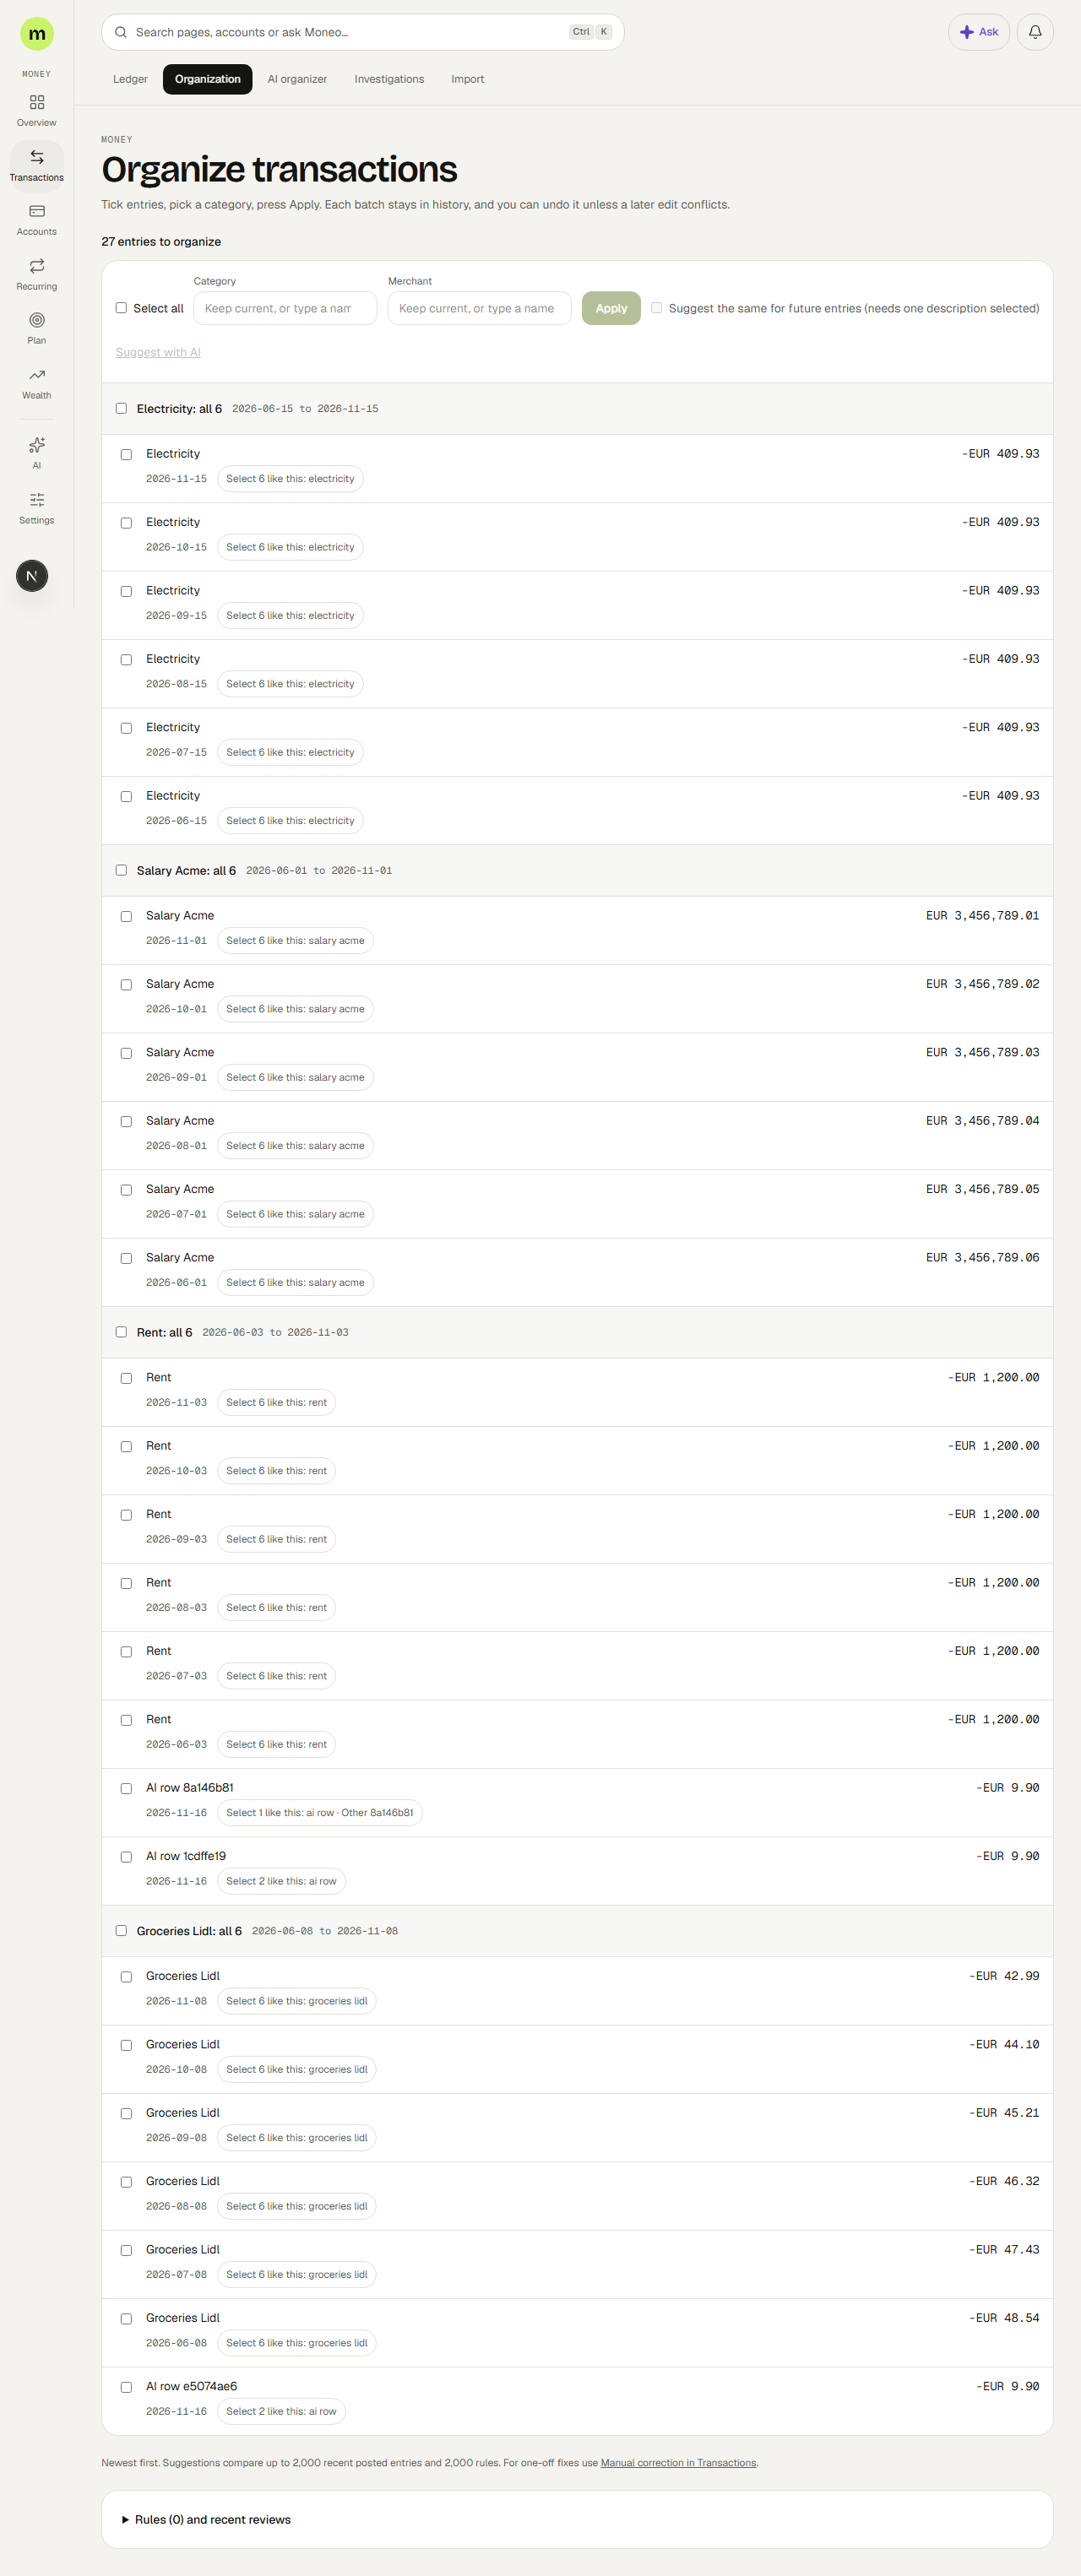 m
Search pages, accounts or ask Moneo...
Ctrl K
Ask
MONEY
Overview
Transactions
Accounts
Recurring
Plan
Wealth
AI
Settings
N
Ledger
Organization
AI organizer
Investigations
Import
MONEY
Organize transactions
Tick entries, pick a category, press Apply. Each batch stays in history, and you can undo it unless a later edit conflicts.
27 entries to organize
Category
Merchant
Select all
Keep current, or type a nar
Keep current, or type a name
Apply
Suggest the same for future entries (needs one description selected)
Suggest with AI
Electricity: all 6 2026-06-15 to 2026-11-15
Electricity -EUR 409.93
2026-11-15 Select 6 like this: electricity
Electricity -EUR 409.93
2026-10-15 Select 6 like this: electricity
Electricity -EUR 409.93
2026-09-15 Select 6 like this: electricity
Electricity -EUR 409.93
2026-08-15 Select 6 like this: electricity
Electricity -EUR 409.93
2026-07-15 Select 6 like this: electricity
Electricity -EUR 409.93
2026-06-15 Select 6 like this: electricity
Salary Acme: all 6 2026-06-01 to 2026-11-01
Salary Acme EUR 3,456,789.01
2026-11-01 Select 6 like this: salary acme
Salary Acme EUR 3,456,789.02
2026-10-01 Select 6 like this: salary acme
Salary Acme EUR 3,456,789.03
2026-09-01 Select 6 like this: salary acme
Salary Acme EUR 3,456,789.04
2026-08-01 Select 6 like this: salary acme
Salary Acme EUR 3,456,789.05
2026-07-01 Select 6 like this: salary acme
Salary Acme EUR 3,456,789.06
2026-06-01 Select 6 like this: salary acme
Rent: all 6 2026-06-03 to 2026-11-03
Rent -EUR 1,200.00
2026-11-03 Select 6 like this: rent
Rent -EUR 1,200.00
2026-10-03 Select 6 like this: rent
Rent -EUR 1,200.00
2026-09-03 Select 6 like this: rent
Rent -EUR 1,200.00
2026-08-03 Select 6 like this: rent
Rent -EUR 1,200.00
2026-07-03 Select 6 like this: rent
Rent -EUR 1,200.00
2026-06-03 Select 6 like this: rent
AI row 8a146b81 -EUR 9.90
2026-11-16 Select 1 like this: ai row · Other 8a146b81
AI row 1cdffe19 -EUR 9.90
2026-11-16 Select 2 like this: ai row
Groceries Lidl: all 6 2026-06-08 to 2026-11-08
Groceries Lidl -EUR 42.99
2026-11-08 Select 6 like this: groceries lidl
Groceries Lidl -EUR 44.10
2026-10-08 Select 6 like this: groceries lidl
Groceries Lidl -EUR 45.21
2026-09-08 Select 6 like this: groceries lidl
Groceries Lidl -EUR 46.32
2026-08-08 Select 6 like this: groceries lidl
Groceries Lidl -EUR 47.43
2026-07-08 Select 6 like this: groceries lidl
Groceries Lidl -EUR 48.54
2026-06-08 Select 6 like this: groceries lidl
AI row e5074ae6 -EUR 9.90
2026-11-16 Select 2 like this: ai row
Newest first. Suggestions compare up to 2,000 recent posted entries and 2,000 rules. For one-off fixes use Manual correction in Transactions.
Rules (0) and recent reviews